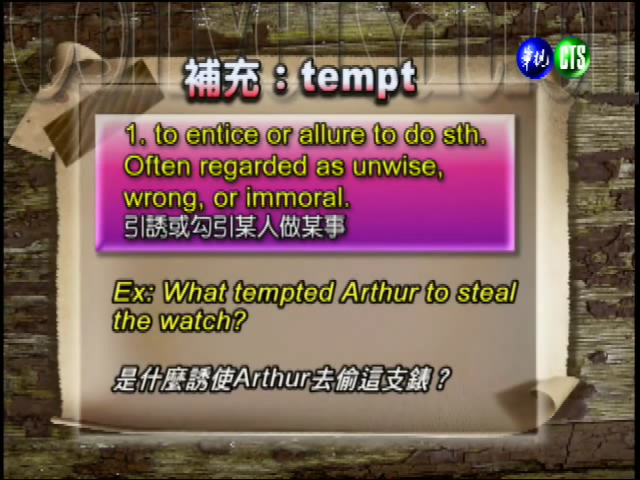 補充：tempt
華視 CTS
1. to entice or allure to do sth.
Often regarded as unwise,
wrong, or immoral.
引誘或勾引某人做某事
Ex: What tempted Arthur to steal
the watch?
是什麼誘使Arthur去偷這支錶？